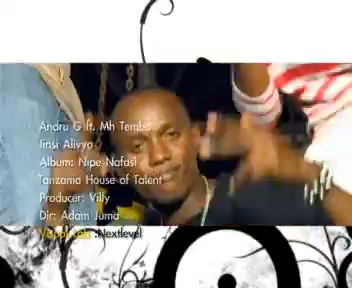 Andru G ft. Mh Temba
Jinsi Alivyo
Album: Nipe Nafasi
Tanzania House of Talent
Producer: Villy
Dir: Adam Juma
:Nextlevel